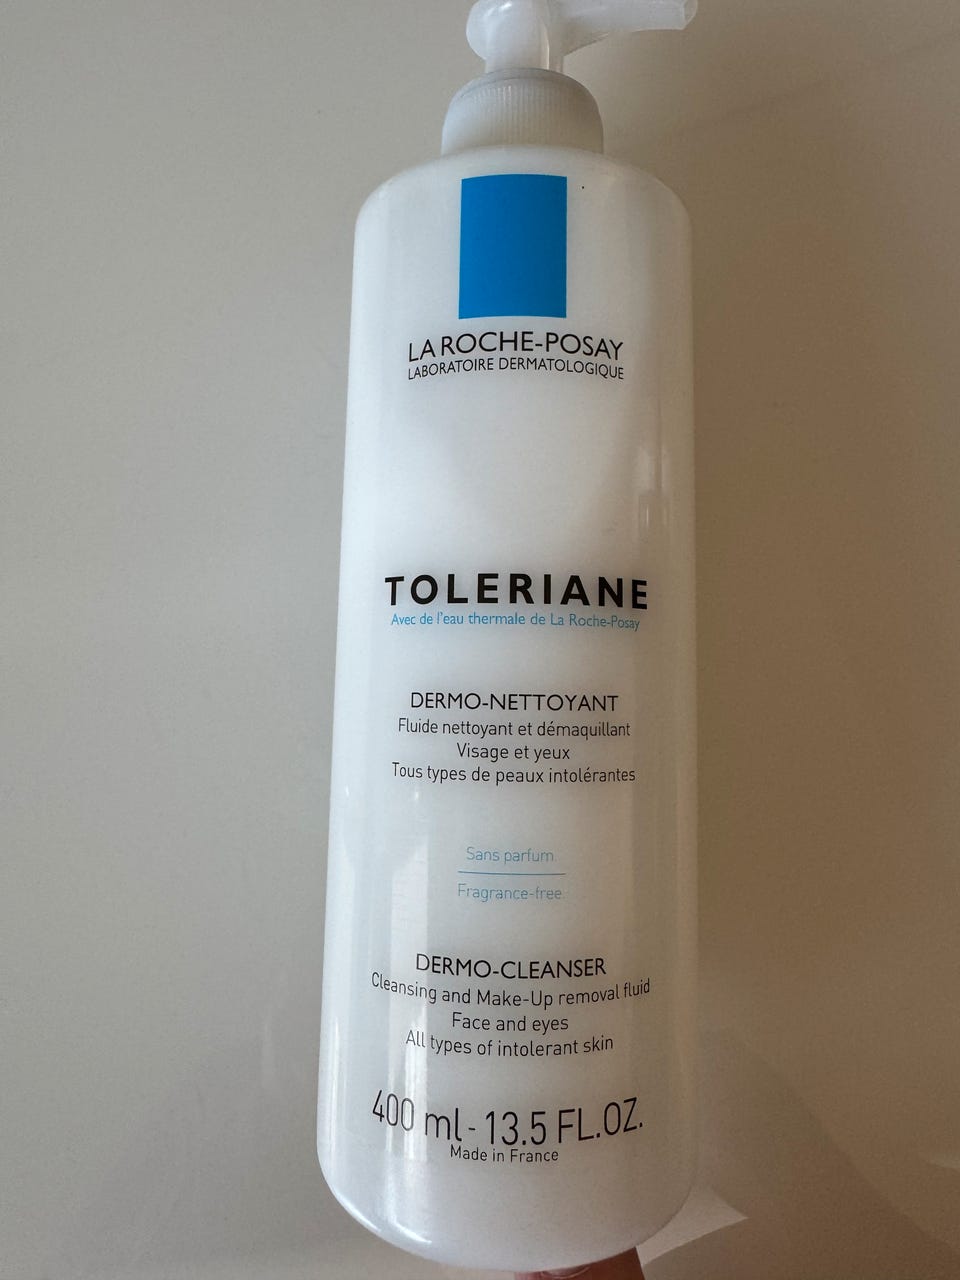 LA ROCHE-POSAY
LABORATOIRE DERMATOLOGIQUE
TOLERIANE
Avec de l'eau thermale de La Roche-Posay
DERMO-NETTOYANT
Fluide nettoyant et démaquillant
Visage et yeux
Tous types de peaux intolérantes
Sans parfum
Fragrance-free
DERMO-CLEANSER
Cleansing and Make-Up removal fluid
Face and eyes
All types of intolerant skin
400 ml - 13.5 FL.OZ.
Made in France